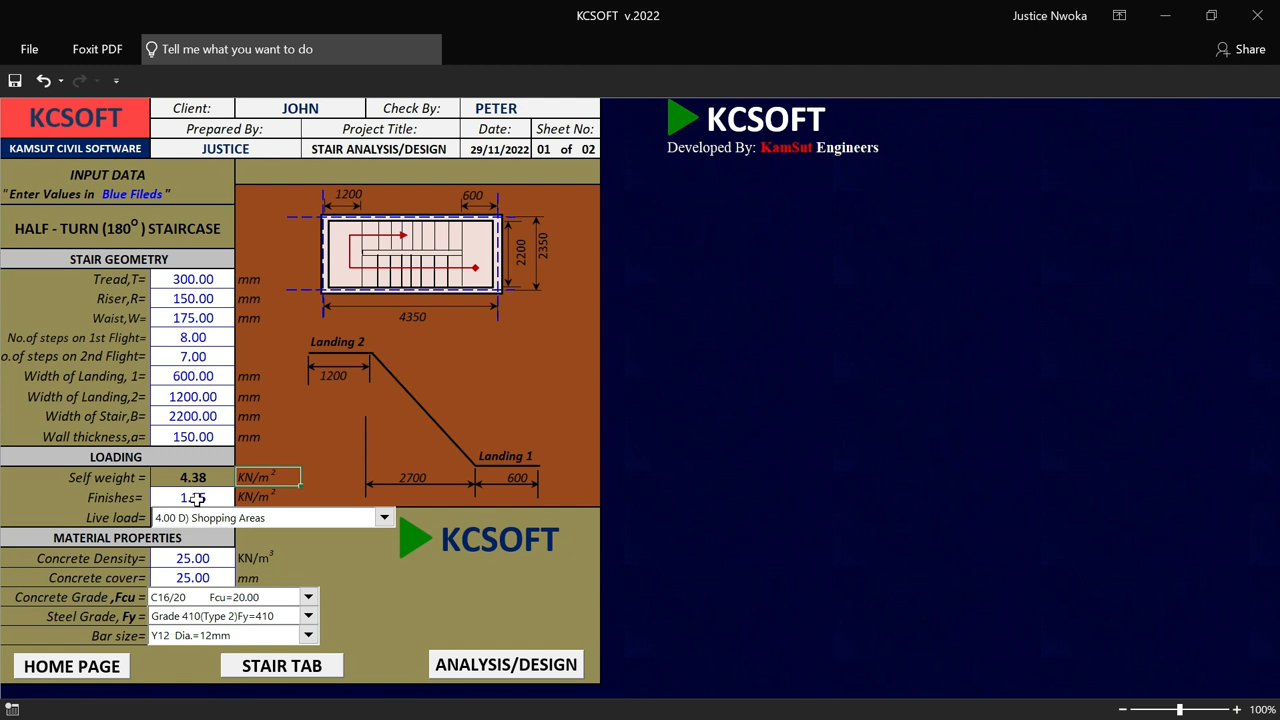 KCSOFT v.2022
Justice Nwoka
File
Foxit PDF
Tell me what you want to do
Share
KCSOFT
Client:
JOHN
Check By:
PETER
Prepared By:
Project Title:
Date:
Sheet No:
KAMSUT CIVIL SOFTWARE
JUSTICE
STAIR ANALYSIS/DESIGN
29/11/2022
01 of 02
KCSOFT
Developed By: KamSut Engineers
INPUT DATA
"Enter Values in Blue Fileds "
HALF - TURN (180°) STAIRCASE
STAIR GEOMETRY
Tread,T= 300.00 mm
Riser,R= 150.00 mm
Waist,W= 175.00 mm
No.of steps on 1st Flight= 8.00
o.of steps on 2nd Flight= 7.00
Width of Landing, 1= 600.00 mm
Width of Landing,2= 1200.00 mm
Width of Stair,B= 2200.00 mm
Wall thickness,a= 150.00 mm
LOADING
Self weight = 4.38 KN/m²
Finishes= KN/m²
Live load= 4.00 D) Shopping Areas
MATERIAL PROPERTIES
Concrete Density= 25.00 KN/m³
Concrete cover= 25.00 mm
Concrete Grade ,Fcu = C16/20 Fcu=20.00
Steel Grade, Fy = Grade 410(Type 2)Fy=410
Bar size= Y12 Dia.=12mm
1200
600
2200
2350
4350
Landing 2
1200
Landing 1
2700
600
KCSOFT
HOME PAGE
STAIR TAB
ANALYSIS/DESIGN
100%